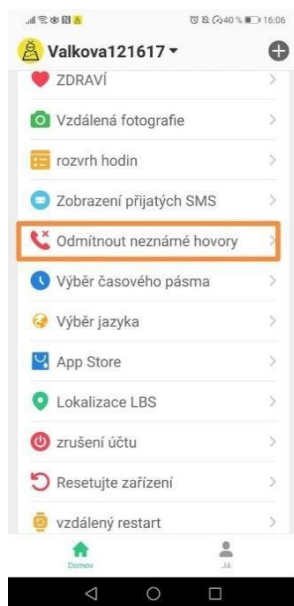 40 % 16:06
Valkova121617
ZDRAVÍ
Vzdálená fotografie
rozvrh hodin
Zobrazení přijatých SMS
Odmítnout neznámé hovory
Výběr časového pásma
Výběr jazyka
App Store
Lokalizace LBS
zrušení účtu
Resetujte zařízení
vzdálený restart
Domov Já